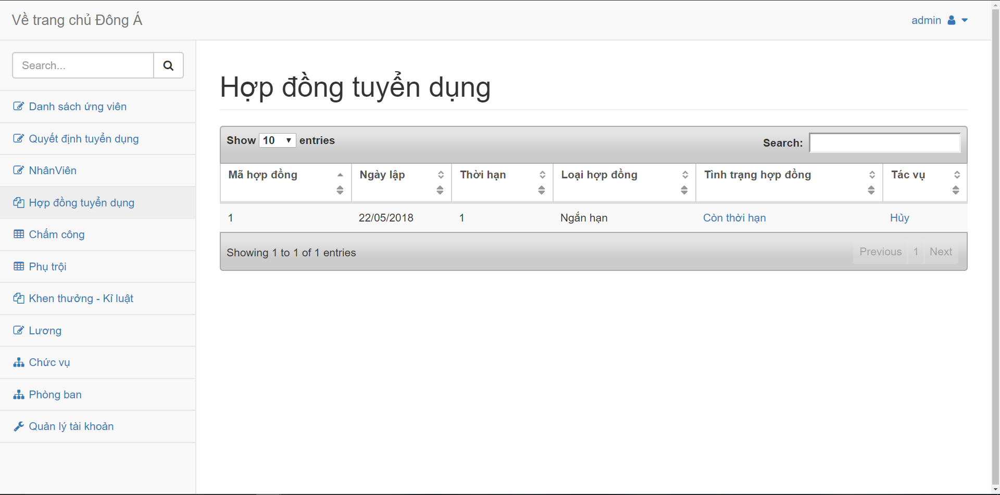 Về trang chủ Đông Á
admin
Search...
Danh sách ứng viên
Quyết định tuyển dụng
NhânViên
Hợp đồng tuyển dụng
Chấm công
Phụ trội
Khen thưởng - Kỉ luật
Lương
Chức vụ
Phòng ban
Quản lý tài khoản
Hợp đồng tuyển dụng
Show 10 entries
Search:
Mã hợp đồng Ngày lập Thời hạn Loại hợp đồng Tình trạng hợp đồng Tác vụ
1 22/05/2018 1 Ngắn hạn Còn thời hạn Hủy
Showing 1 to 1 of 1 entries
Previous 1 Next